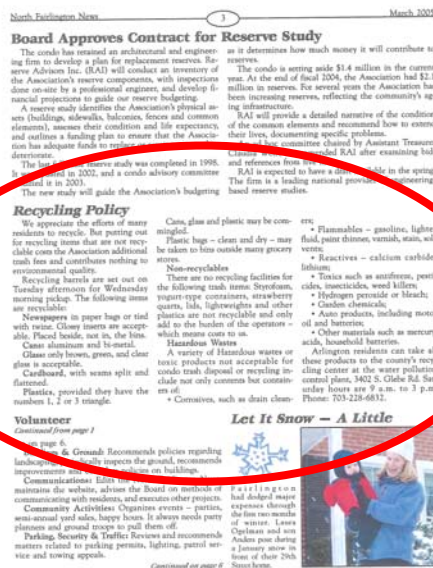 North Fairlington News
3
March 2005
Board Approves Contract for Reserve Study
The condo has retained an architectural and engineer-
ing firm to develop a plan for replacement reserves. Re-
serve Advisors Inc. (RAI) will conduct an inventory of
the Association's reserve components, with inspections
done on-site by a professional engineer, and develop fi-
nancial projections to guide our reserve budgeting.
A reserve study identifies the Association's physical as-
sets (buildings, sidewalks, balconies, fences and common
elements), assesses their condition and life expectancy,
and outlines a funding plan to ensure that the Associa-
tion has adequate funds to replace or
deteriorate.
The last reserve study was completed in 1998.
It was in 2002, and a condo advisory committee
it in 2003.
The new study will guide the Association's budgeting
as it determines how much money it will contribute to
reserves.
The condo is setting aside $1.4 million in the current
year. At the end of fiscal 2004, the Association had
million in reserves. For several years the Association has
been increasing reserves, reflecting the community's ag-
ing infrastructure.
RAI will provide a detailed narrative of the condition
of the common elements and recommend how to extend
their lives, documenting specific problems.
ad hoc committee chaired by Assistant Treasurer
recommended RAI after examining bids
and references from five
RAI is expected to have a draft available in the spring.
The firm is a leading national provider of engineering-
based reserve studies.
Recycling Policy
We appreciate the efforts of many
residents to recycle. But putting out
for recycling items that are not recy-
clable costs the Association additional
trash fees and contributes nothing to
environmental quality.
Recycling barrels are set out on
Tuesday afternoon for Wednesday
morning pickup. The following items
are recyclable:
Newspapers in paper bags or tied
with twine. Glossy inserts are accept-
able. Placed beside, not in, the bins.
Cans: aluminum and bi-metal.
Glass: only brown, green, and clear
glass is acceptable.
Cardboard, with seams split and
flattened.
Plastics, provided they have the
numbers 1, 2 or 3 triangle.
Cans, glass and plastic may be com-
mingled.
Plastic bags – clean and dry – may
be taken to bins outside many grocery
stores.
Non-recyclables
There are no recycling facilities for
the following trash items: Styrofoam,
yogurt-type containers, strawberry
quarts, lids, lightweights and other
plastics are not recyclable and only
add to the burden of the operators –
which means costs to us.
Hazardous Wastes
A variety of Hazardous wastes or
toxic products not acceptable for
condo trash disposal or recycling in-
clude not only contents but contain-
ers of:
• Corrosives, such as drain clean-
ers;
• Flammables – gasoline, lighter
fluid, paint thinner, varnish, stain, sol-
vents;
• Reactives – calcium carbide,
lithium;
• Toxics such as antifreeze, pesti-
cides, insecticides, weed killers;
• Hydrogen peroxide or bleach;
• Garden chemicals;
• Auto products, including motor
oil and batteries;
• Other materials such as mercury,
acids, household batteries.
Arlington residents can take all
these products to the county's recy-
cling center at the water pollution
control plant, 3402 S. Glebe Rd. Sat-
urday hours are 9 a.m. to 3 p.m.
Phone: 703-228-6832.
Volunteer
Continued from page 1
on page 6.
& Ground: Recommends policies regarding
landscaping, periodically inspects the ground, recommends
improvements and policies on buildings.
Communications: Edits the
maintains the website, advises the Board on methods of
communicating with residents, and executes other projects.
Community Activities: Organizes events – parties,
semi-annual yard sales, happy hours. It always needs party
planners and ground troops to pull them off.
Parking, Security & Traffic: Reviews and recommends
matters related to parking permits, lighting, patrol ser-
vice and towing appeals.
Continued on page 6
Let It Snow — A Little
Fairlington
had dodged major
expenses through
the first two months
of winter. Laura
Opelman and son
Anders pose during
a January snow in
front of their 29th
Street home.